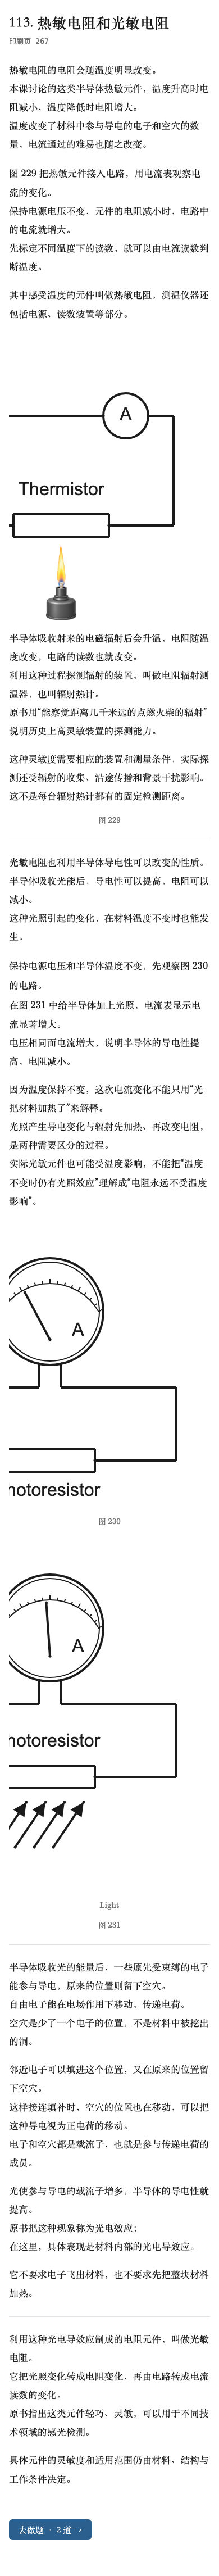 113. 热敏电阻和光敏电阻
印刷页 267
热敏电阻的电阻会随温度明显改变。
本课讨论的这类半导体热敏元件，温度升高时电
阻减小，温度降低时电阻增大。
温度改变了材料中参与导电的电子和空穴的数
量，电流通过的难易也随之改变。
图 229 把热敏元件接入电路，用电流表观察电
流的变化。
保持电源电压不变，元件的电阻减小时，电路中
的电流就增大。
先标定不同温度下的读数，就可以由电流读数判
断温度。
其中感受温度的元件叫做热敏电阻，测温仪器还
包括电源、读数装置等部分。
A
Thermistor
半导体吸收射来的电磁辐射后会升温，电阻随温
度改变，电路的读数也就改变。
利用这种过程探测辐射的装置，叫做电阻辐射测
温器，也叫辐射热计。
原书用“能察觉距离几千米远的点燃火柴的辐射”
说明历史上高灵敏装置的探测能力。
这种灵敏度需要相应的装置和测量条件，实际探
测还受辐射的收集、沿途传播和背景干扰影响。
这不是每台辐射热计都有的固定检测距离。
图 229
光敏电阻也利用半导体导电性可以改变的性质。
半导体吸收光能后，导电性可以提高，电阻可以
减小。
这种光照引起的变化，在材料温度不变时也能发
生。
保持电源电压和半导体温度不变，先观察图 230
的电路。
在图 231 中给半导体加上光照，电流表显示电
流显著增大。
电压相同而电流增大，说明半导体的导电性提
高，电阻减小。
因为温度保持不变，这次电流变化不能只用“光
把材料加热了”来解释。
光照产生导电变化与辐射先加热、再改变电阻，
是两种需要区分的过程。
实际光敏元件也可能受温度影响，不能把“温度
不变时仍有光照效应”理解成“电阻永远不受温度
影响”。
A
notoresistor
图 230
A
notoresistor
Light
图 231
半导体吸收光的能量后，一些原先受束缚的电子
能参与导电，原来的位置则留下空穴。
自由电子能在电场作用下移动，传递电荷。
空穴是少了一个电子的位置，不是材料中被挖出
的洞。
邻近电子可以填进这个位置，又在原来的位置留
下空穴。
这样接连填补时，空穴的位置也在移动，可以把
这种导电视为正电荷的移动。
电子和空穴都是载流子，也就是参与传递电荷的
成员。
光使参与导电的载流子增多，半导体的导电性就
提高。
原书把这种现象称为光电效应；
在这里，具体表现是材料内部的光电导效应。
它不要求电子飞出材料，也不要求先把整块材料
加热。
利用这种光电导效应制成的电阻元件，叫做光敏
电阻。
它把光照变化转成电阻变化，再由电路转成电流
读数的变化。
原书指出这类元件轻巧、灵敏，可以用于不同技
术领域的感光检测。
具体元件的灵敏度和适用范围仍由材料、结构与
工作条件决定。
去做题 · 2 道 →